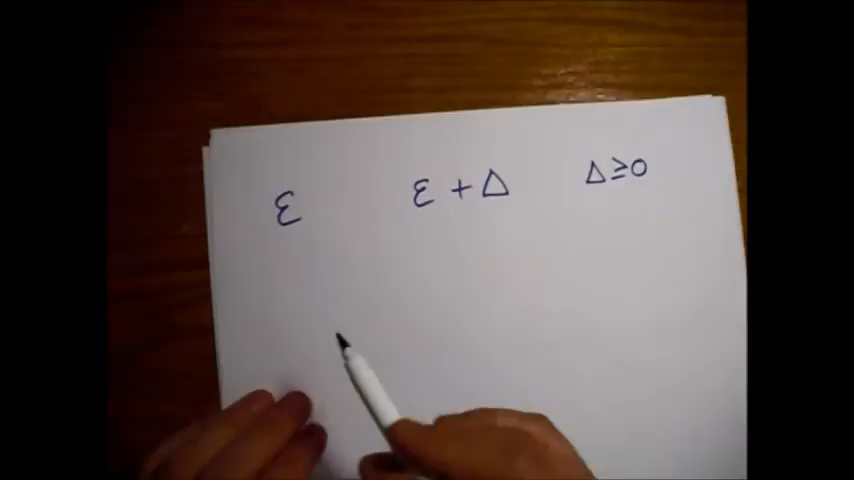 ε ε + Δ Δ ≥ 0